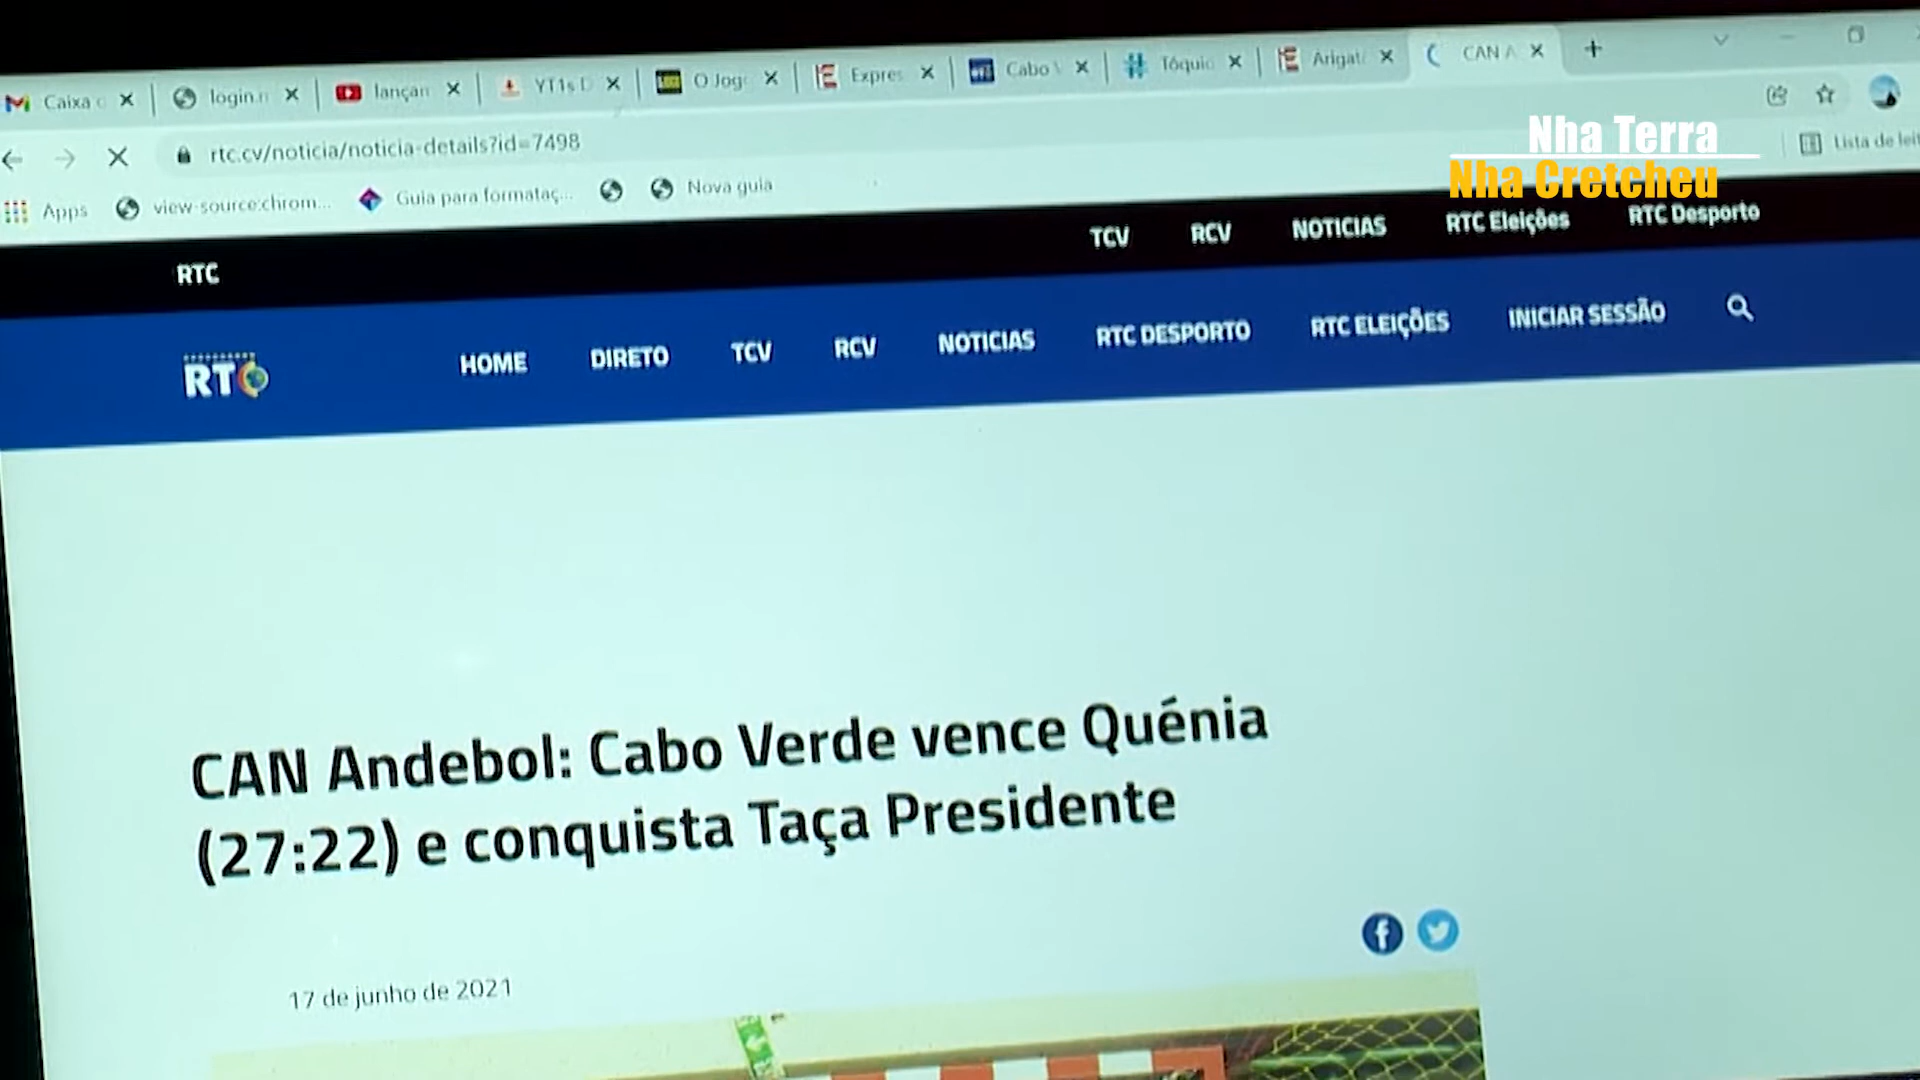 Caixa
login.n
lançan
YT1s D
O Jog
Expres
Cabo V
Tóquio
Arigat
CAN A
rtc.cv/noticia/noticia-details?id=7498
Nha Terra
Nha Cretcheu
Lista de leit
Apps
view-source:chrom...
Guia para formataç...
Nova guia
RTC
TCV
RCV
NOTICIAS
RTC Eleições
RTC Desporto
RTC
HOME
DIRETO
TCV
RCV
NOTICIAS
RTC DESPORTO
RTC ELEIÇÕES
INICIAR SESSÃO
CAN Andebol: Cabo Verde vence Quénia
(27:22) e conquista Taça Presidente
17 de junho de 2021